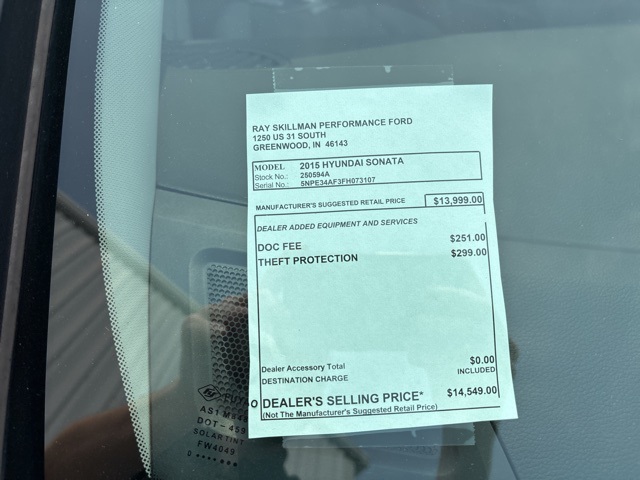 RAY SKILLMAN PERFORMANCE FORD
1250 US 31 SOUTH
GREENWOOD, IN 46143
MODEL 2015 HYUNDAI SONATA
Stock No.: 250594A
Serial No.: 5NPE34AF3FH073107
MANUFACTURER'S SUGGESTED RETAIL PRICE $13,999.00
DEALER ADDED EQUIPMENT AND SERVICES
DOC FEE $251.00
THEFT PROTECTION $299.00
Dealer Accessory Total $0.00
DESTINATION CHARGE INCLUDED
DEALER'S SELLING PRICE* $14,549.00
(Not The Manufacturer's Suggested Retail Price)
AS1
DOT-459
SOLAR TINT
FW4049